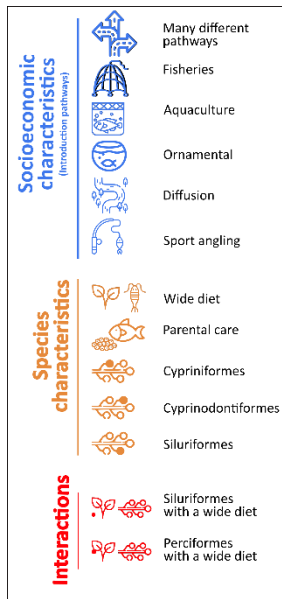 Socioeconomic
characteristics
(Introduction pathways)
Many different
pathways
Fisheries
Aquaculture
Ornamental
Diffusion
Sport angling
Species
characteristics
Wide diet
Parental care
Cypriniformes
Cyprinodontiformes
Siluriformes
Interactions
Siluriformes
with a wide diet
Perciformes
with a wide diet